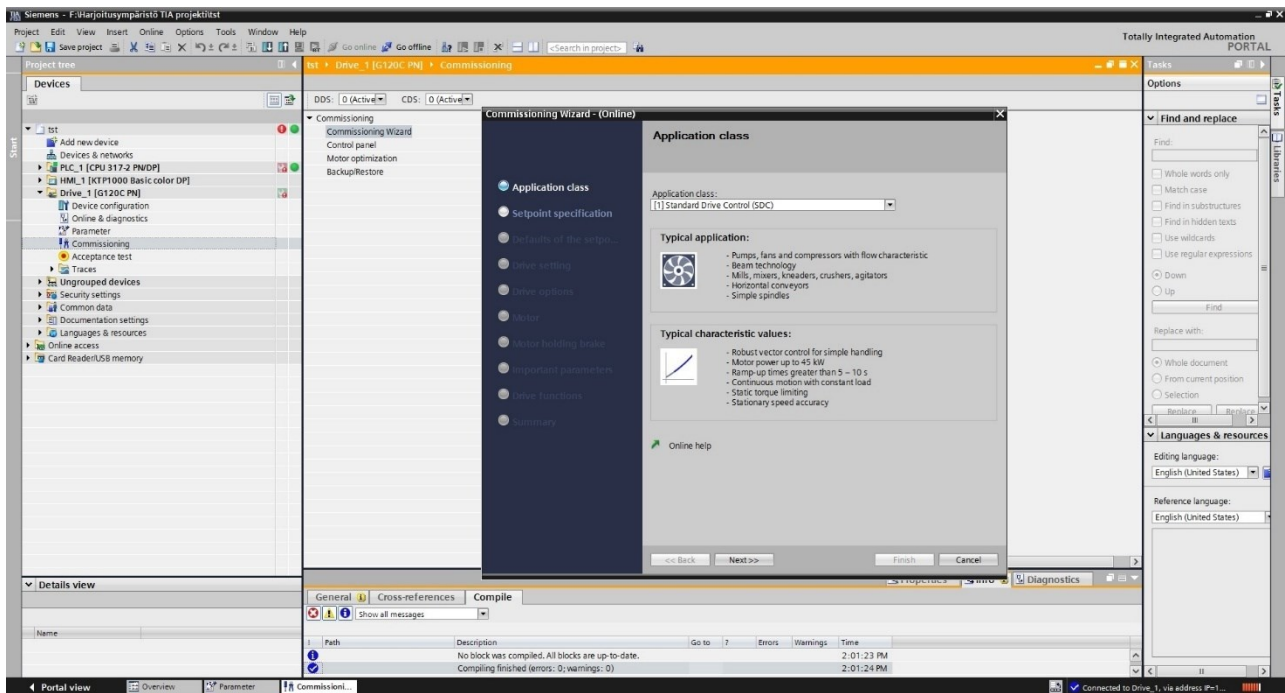 Siemens - F:\Harjoitusympäristö TIA projekti\tst
Project Edit View Insert Online Options Tools Window Help
Save project
Go online Go offline
<Search in project>
Totally Integrated Automation
PORTAL
Project tree
tst Drive_1 [G120C PN] Commissioning
Tasks
Devices
Options
DDS: 0 (Active CDS: 0 (Active
Start
tst
Add new device
Devices & networks
PLC_1 [CPU 317-2 PN/DP]
HMI_1 [KTP1000 Basic color DP]
Drive_1 [G120C PN]
Device configuration
Online & diagnostics
Parameter
Commissioning
Acceptance test
Traces
Ungrouped devices
Security settings
Common data
Documentation settings
Languages & resources
Online access
Card Reader/USB memory
Commissioning
Commissioning Wizard
Control panel
Motor optimization
Backup/Restore
Commissioning Wizard - (Online)
Application class
Setpoint specification
Defaults of the setpo...
Drive setting
Drive options
Motor
Motor holding brake
Important parameters
Drive functions
Summary
Application class
Application class:
[1] Standard Drive Control (SDC)
Typical application:
- Pumps, fans and compressors with flow characteristic
- Beam technology
- Mills, mixers, kneaders, crushers, agitators
- Horizontal conveyors
- Simple spindles
Typical characteristic values:
- Robust vector control for simple handling
- Motor power up to 45 kW
- Ramp-up times greater than 5 – 10 s
- Continuous motion with constant load
- Static torque limiting
- Stationary speed accuracy
Online help
<< Back Next >> Finish Cancel
Find and replace
Find:
Whole words only
Match case
Find in substructures
Find in hidden texts
Use wildcards
Use regular expressions
Down
Up
Find
Replace with:
Whole document
From current position
Selection
Replace Replace
Languages & resources
Editing language:
English (United States)
Reference language:
English (United States)
Tasks
Libraries
Details view
Name
Properties Info Diagnostics
General Cross-references Compile
Show all messages
! Path Description Go to ? Errors Warnings Time
No block was compiled. All blocks are up-to-date. 2:01:23 PM
Compiling finished (errors: 0; warnings: 0) 2:01:24 PM
Portal view Overview Parameter Commissioni...
Connected to Drive_1, via address IP=1...